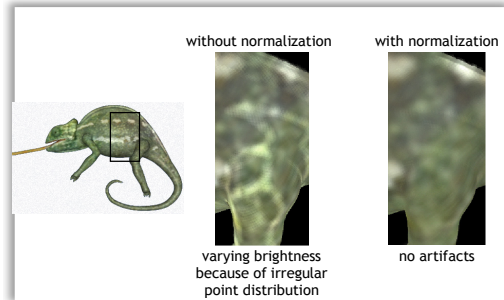 without normalization
with normalization
varying brightness
because of irregular
point distribution
no artifacts